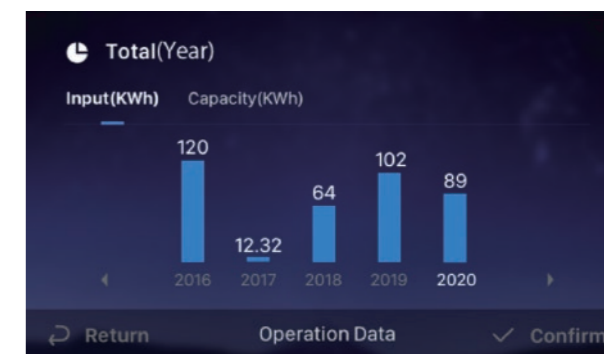 Total(Year)
Input(KWh) Capacity(KWh)
120
12.32
64
102
89
2016 2017 2018 2019 2020
Return Operation Data Confirm